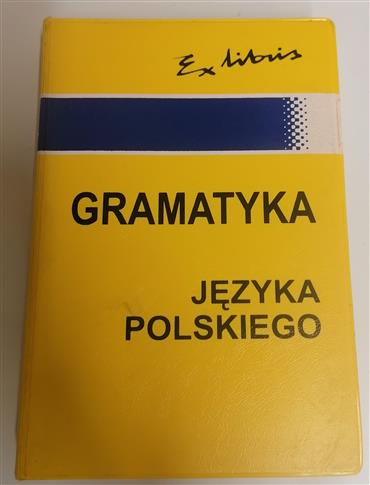 Ex libris
GRAMATYKA
JĘZYKA
POLSKIEGO